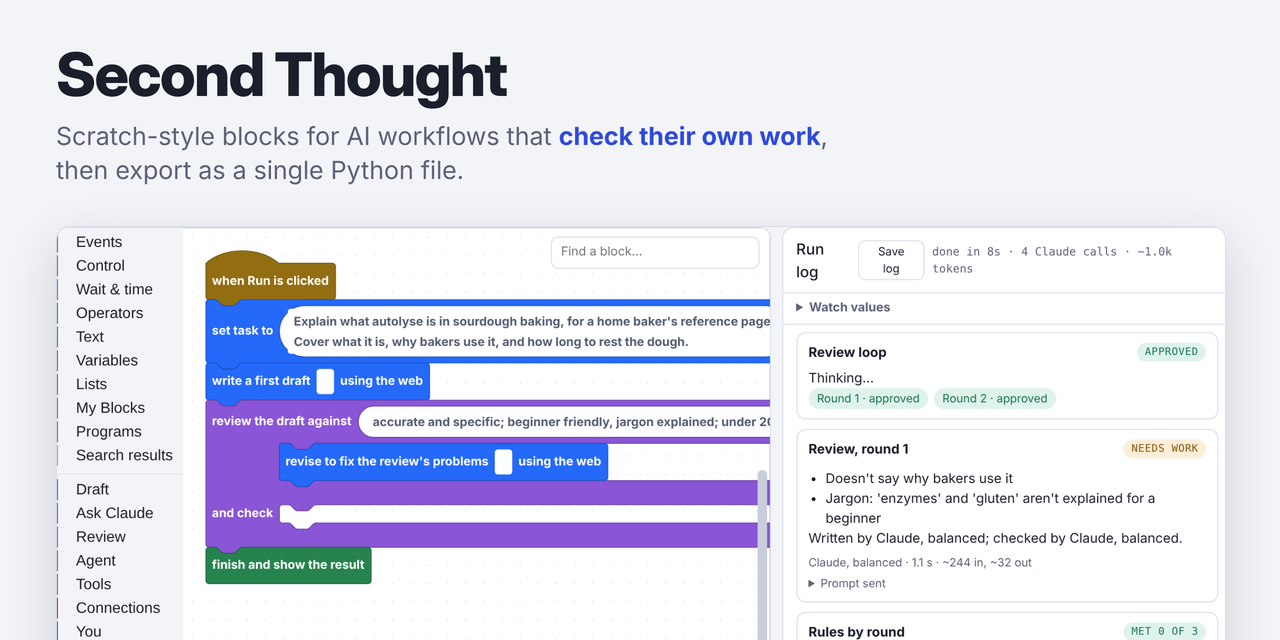 Second Thought
Scratch-style blocks for AI workflows that check their own work,
then export as a single Python file.
Events
Control
Wait & time
Operators
Text
Variables
Lists
My Blocks
Programs
Search results
Draft
Ask Claude
Review
Agent
Tools
Connections
You
Find a block...
when Run is clicked
set task to
Explain what autolyse is in sourdough baking, for a home baker's reference page
Cover what it is, why bakers use it, and how long to rest the dough.
write a first draft using the web
review the draft against accurate and specific; beginner friendly, jargon explained; under 20
revise to fix the review's problems using the web
and check
finish and show the result
Run
log
Save
log
done in 8s · 4 Claude calls · ~1.0k
tokens
Watch values
Review loop APPROVED
Thinking...
Round 1 · approved Round 2 · approved
Review, round 1 NEEDS WORK
• Doesn't say why bakers use it
• Jargon: 'enzymes' and 'gluten' aren't explained for a
beginner
Written by Claude, balanced; checked by Claude, balanced.
Claude, balanced · 1.1 s · ~244 in, ~32 out
Prompt sent
Rules by round MET 0 OF 3